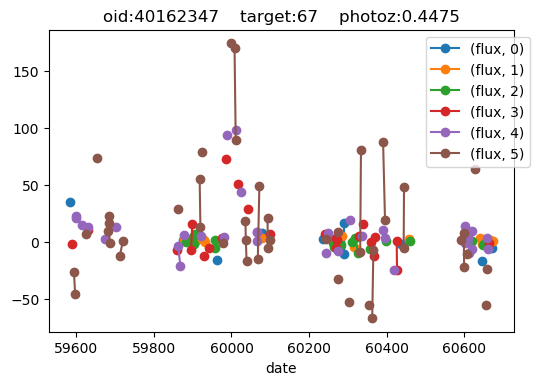 oid:40162347    target:67    photoz:0.4475
(flux, 0)
(flux, 1)
(flux, 2)
(flux, 3)
(flux, 4)
(flux, 5)
150
100
50
0
−50
59600 59800 60000 60200 60400 60600
date